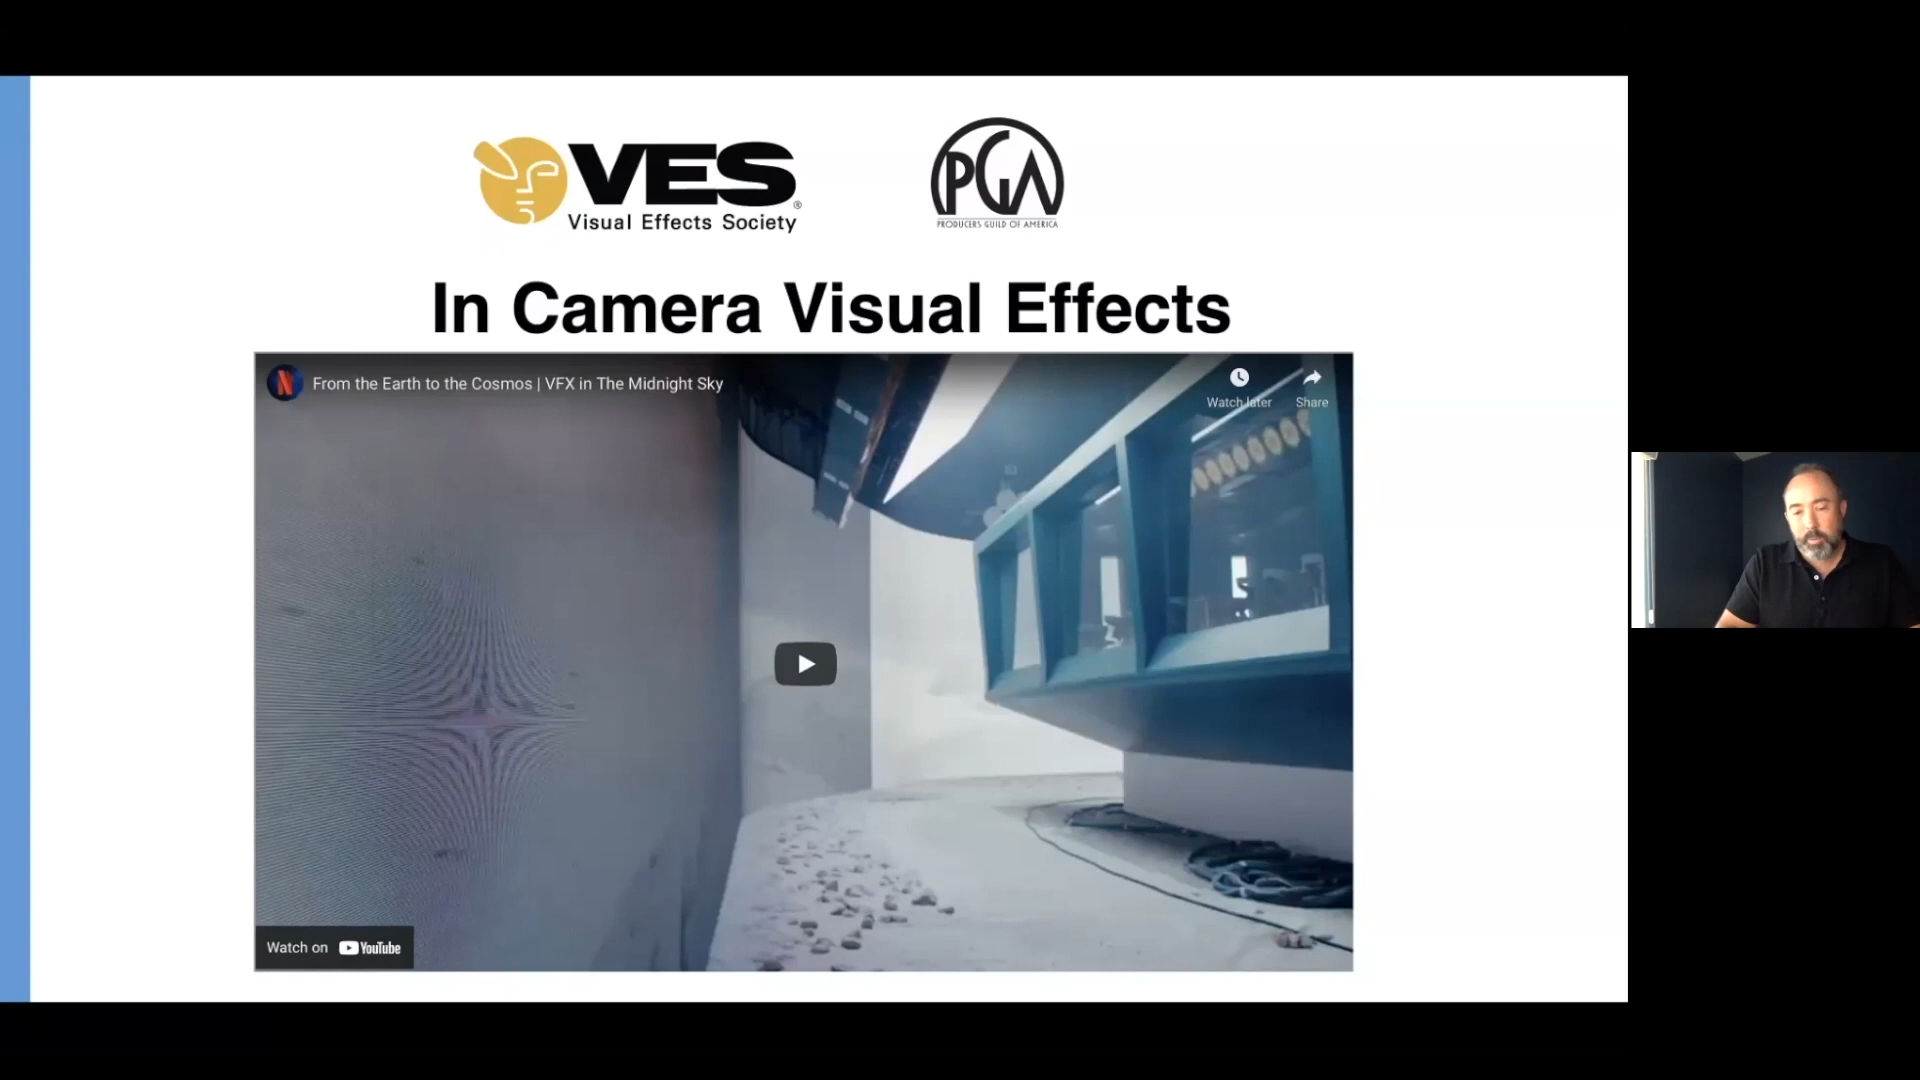 VES®
Visual Effects Society
PGA
PRODUCERS GUILD OF AMERICA
In Camera Visual Effects
From the Earth to the Cosmos | VFX in The Midnight Sky
Watch later
Share
Watch on YouTube